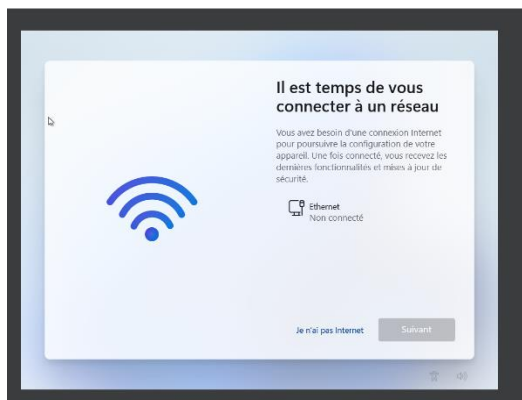 Il est temps de vous
connecter à un réseau
Vous avez besoin d'une connexion Internet
pour poursuivre la configuration de votre
appareil. Une fois connecté, vous recevez les
dernières fonctionnalités et mises à jour de
sécurité.
Ethernet
Non connecté
Je n'ai pas Internet
Suivant